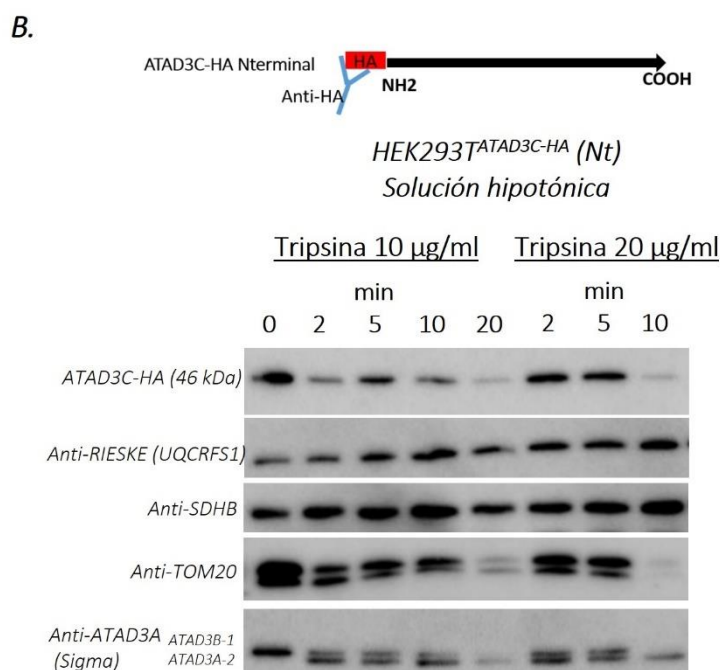 B.
ATAD3C-HA Nterminal
HA
NH2
COOH
Anti-HA
HEK293T^ATAD3C-HA (Nt)
Solución hipotónica
Tripsina 10 µg/ml Tripsina 20 µg/ml
min min
0 2 5 10 20 2 5 10
ATAD3C-HA (46 kDa)
Anti-RIESKE (UQCRFS1)
Anti-SDHB
Anti-TOM20
Anti-ATAD3A ATAD3B-1
(Sigma) ATAD3A-2